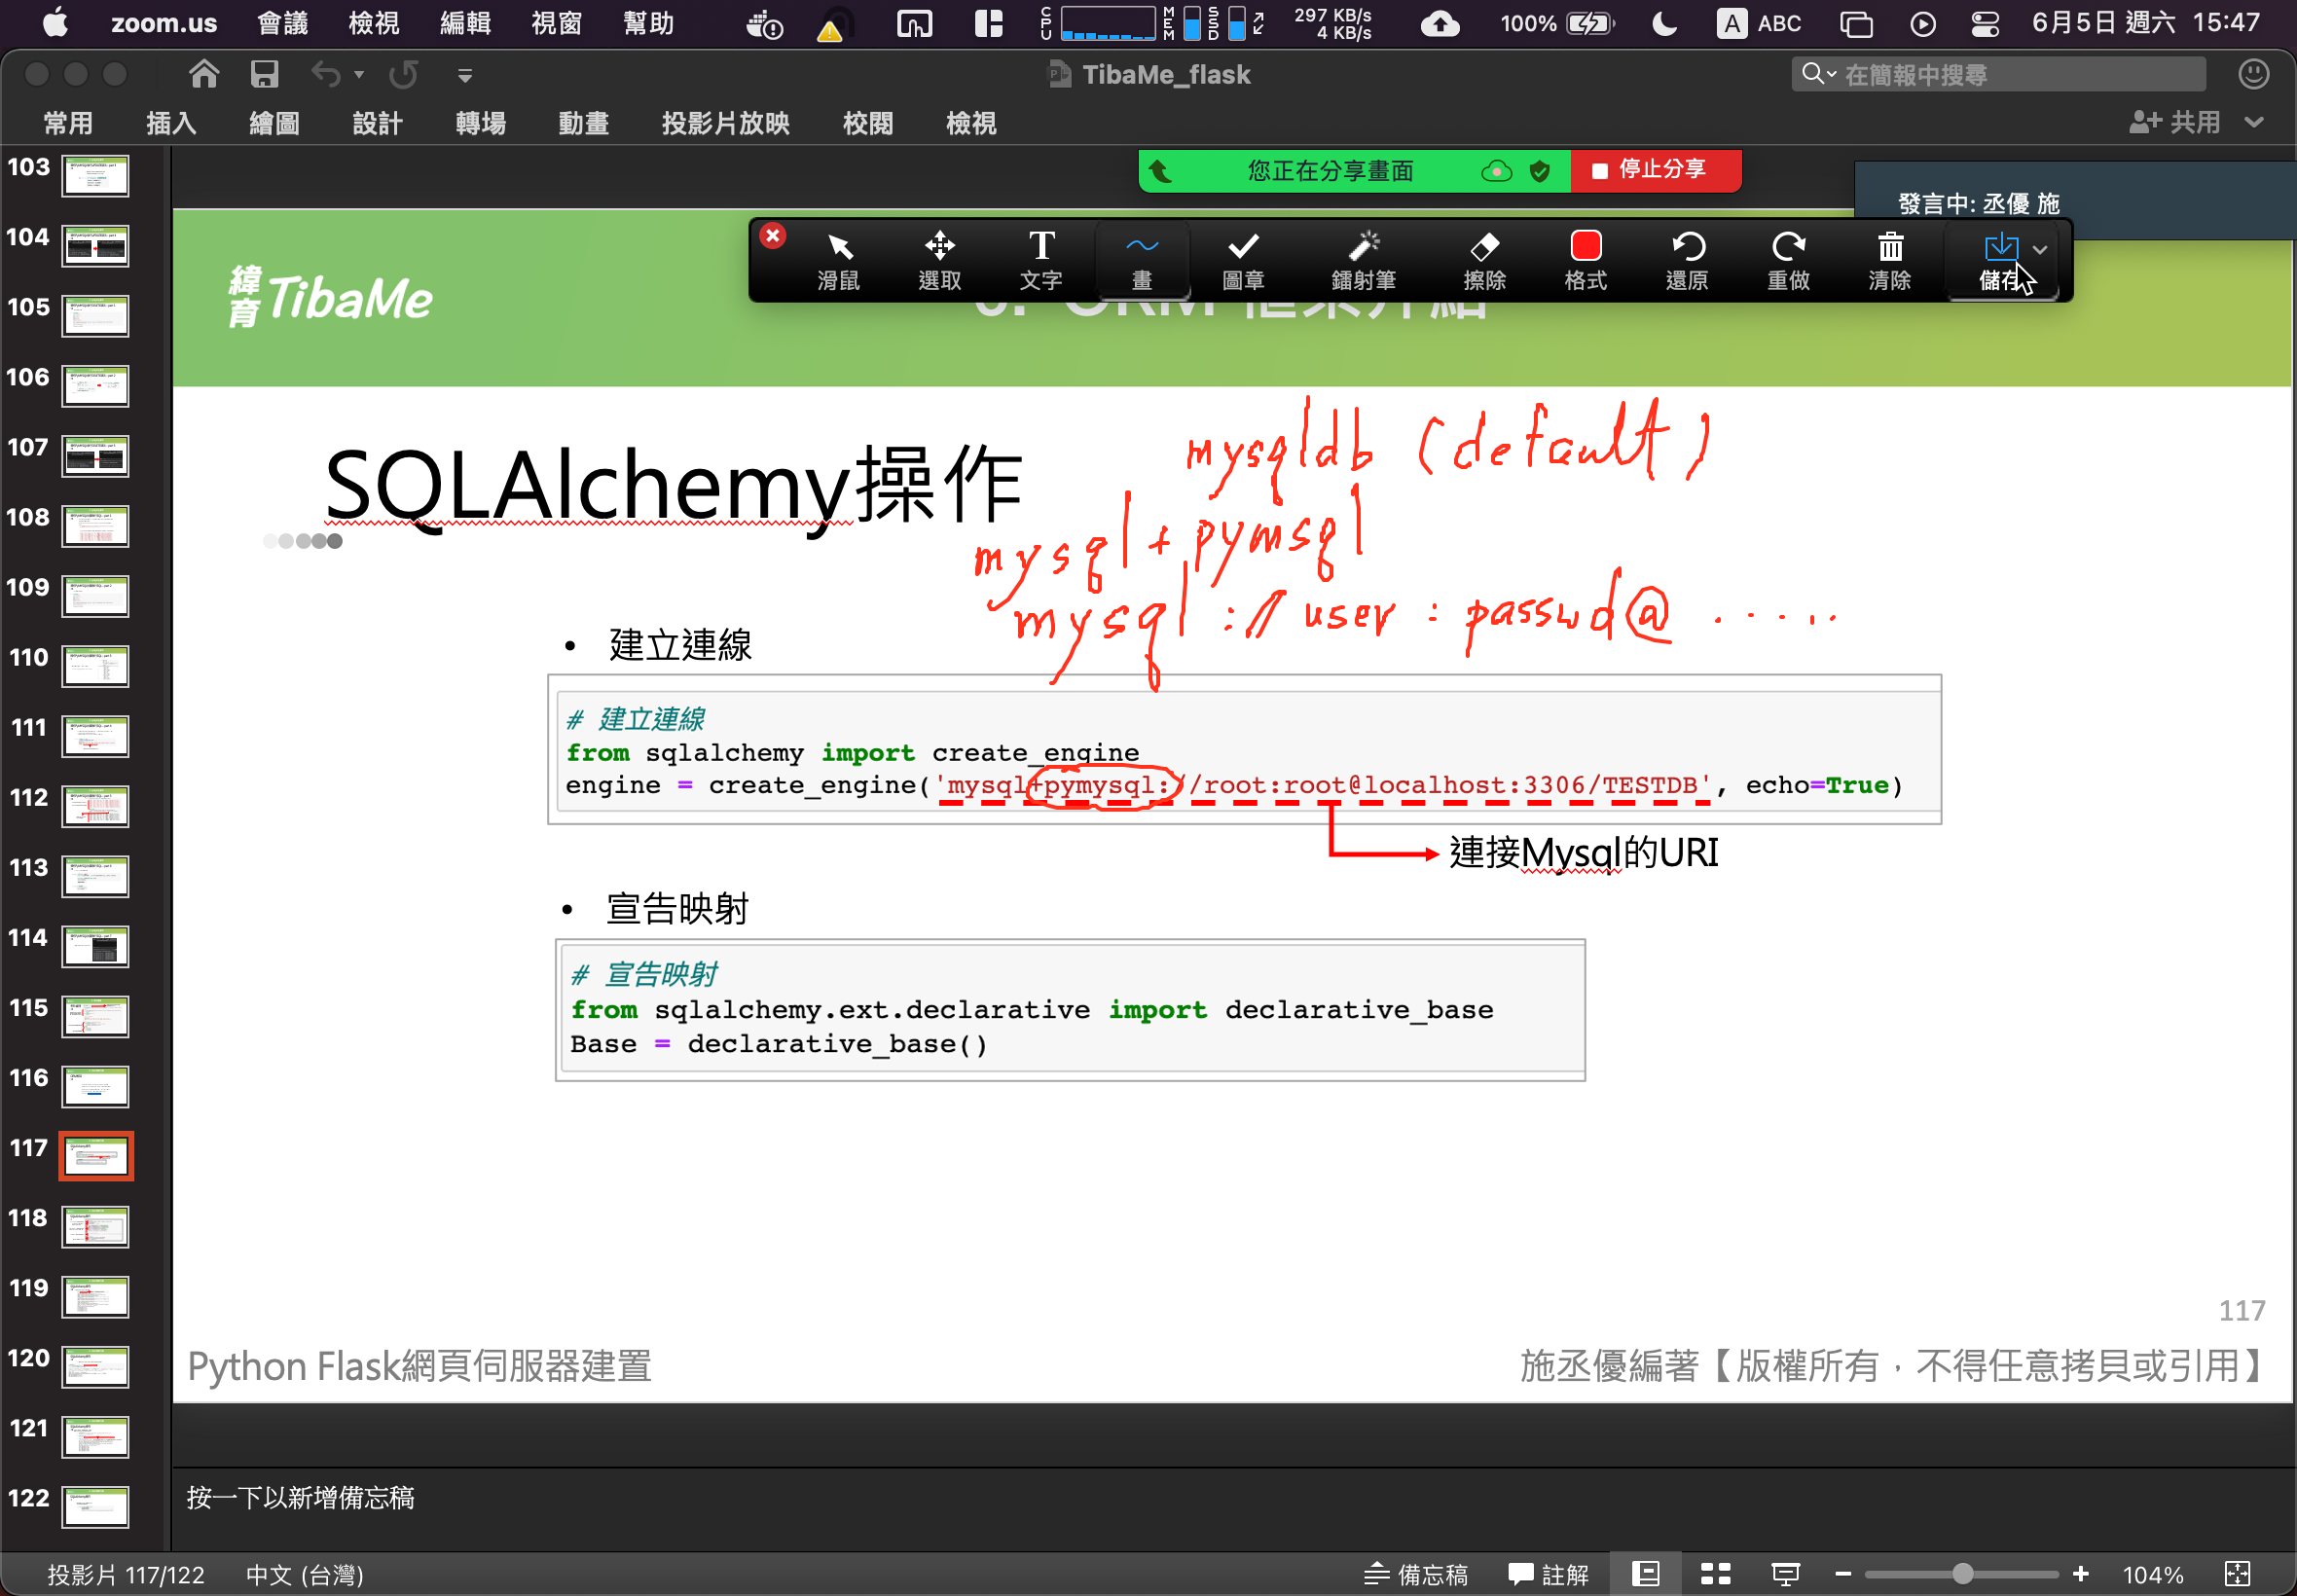 zoom.us 會議 檢視 編輯 視窗 幫助 CPU MEM SSD 297 KB/s 4 KB/s 100% A ABC 6月5日 週六 15:47
TibaMe_flask
在簡報中搜尋
常用 插入 繪圖 設計 轉場 動畫 投影片放映 校閱 檢視 共用
您正在分享畫面 停止分享
發言中: 丞優 施
滑鼠 選取 文字 畫 圖章 鐳射筆 擦除 格式 還原 重做 清除 儲存
緯育 TibaMe
mysqldb (default)
SQLAlchemy操作
mysql+pymsql
mysql://user:passwd@ .....
• 建立連線
# 建立連線
from sqlalchemy import create_engine
engine = create_engine('mysql+pymysql://root:root@localhost:3306/TESTDB', echo=True)
連接Mysql的URI
• 宣告映射
# 宣告映射
from sqlalchemy.ext.declarative import declarative_base
Base = declarative_base()
117
Python Flask網頁伺服器建置
施丞優編著【版權所有，不得任意拷貝或引用】
103
104
105
106
107
108
109
110
111
112
113
114
115
116
117
118
119
120
121
122
按一下以新增備忘稿
投影片 117/122 中文 (台灣) 備忘稿 註解 104%